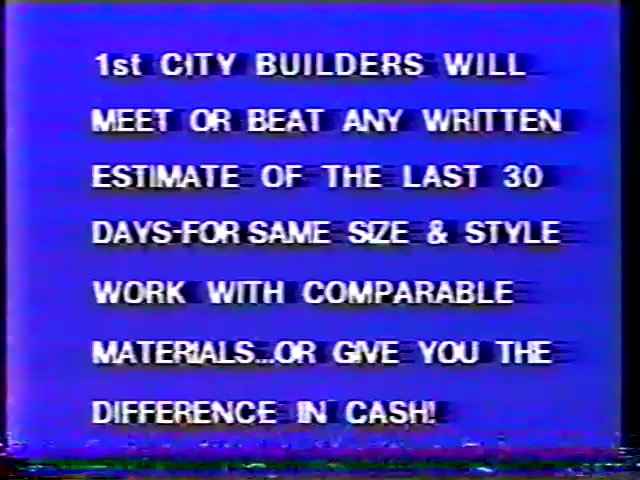 1st CITY BUILDERS WILL
MEET OR BEAT ANY WRITTEN
ESTIMATE OF THE LAST 30
DAYS-FOR SAME SIZE & STYLE
WORK WITH COMPARABLE
MATERIALS...OR GIVE YOU THE
DIFFERENCE IN CASH!